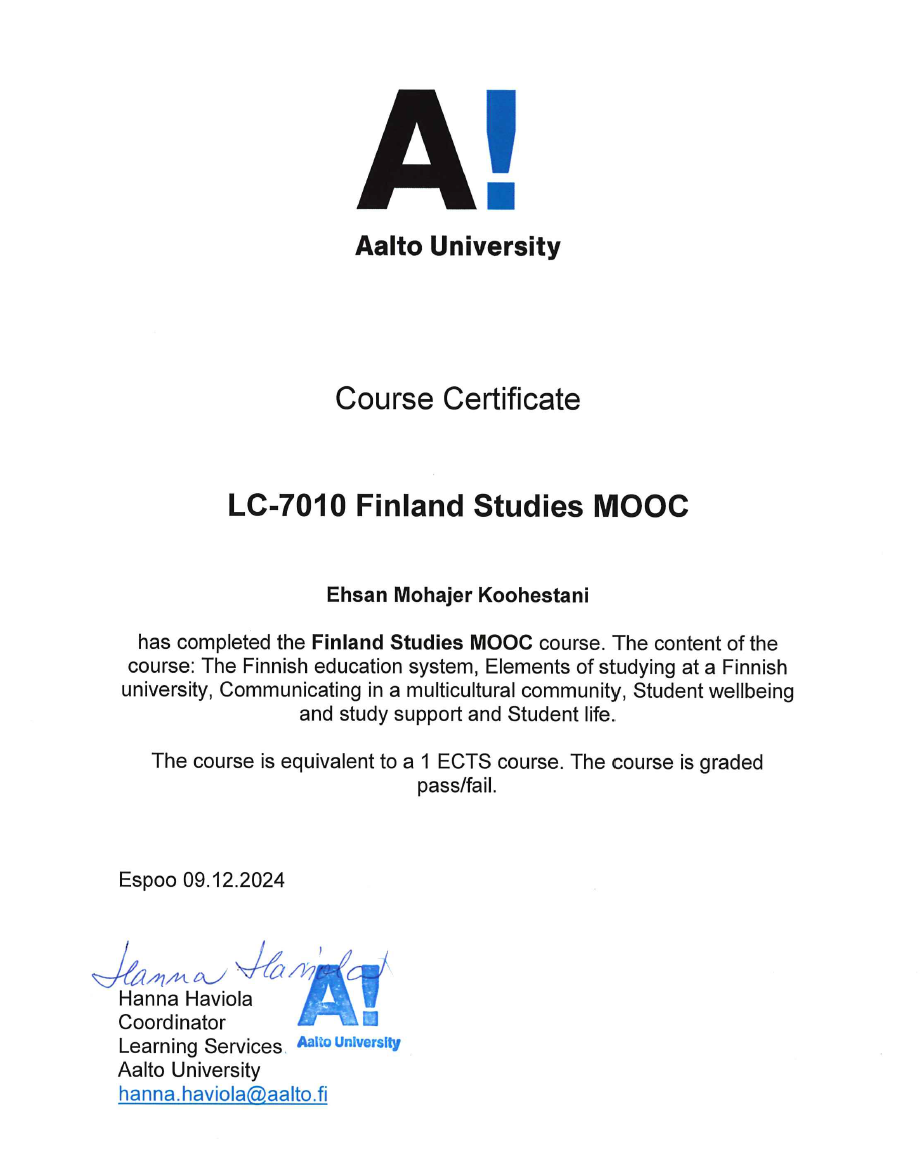 A!
Aalto University
Course Certificate
LC-7010 Finland Studies MOOC
Ehsan Mohajer Koohestani
has completed the Finland Studies MOOC course. The content of the
course: The Finnish education system, Elements of studying at a Finnish
university, Communicating in a multicultural community, Student wellbeing
and study support and Student life.
The course is equivalent to a 1 ECTS course. The course is graded
pass/fail.
Espoo 09.12.2024
Hanna Haviola
Hanna Haviola
Coordinator
Learning Services
Aalto University
hanna.haviola@aalto.fi
A!
Aalto University